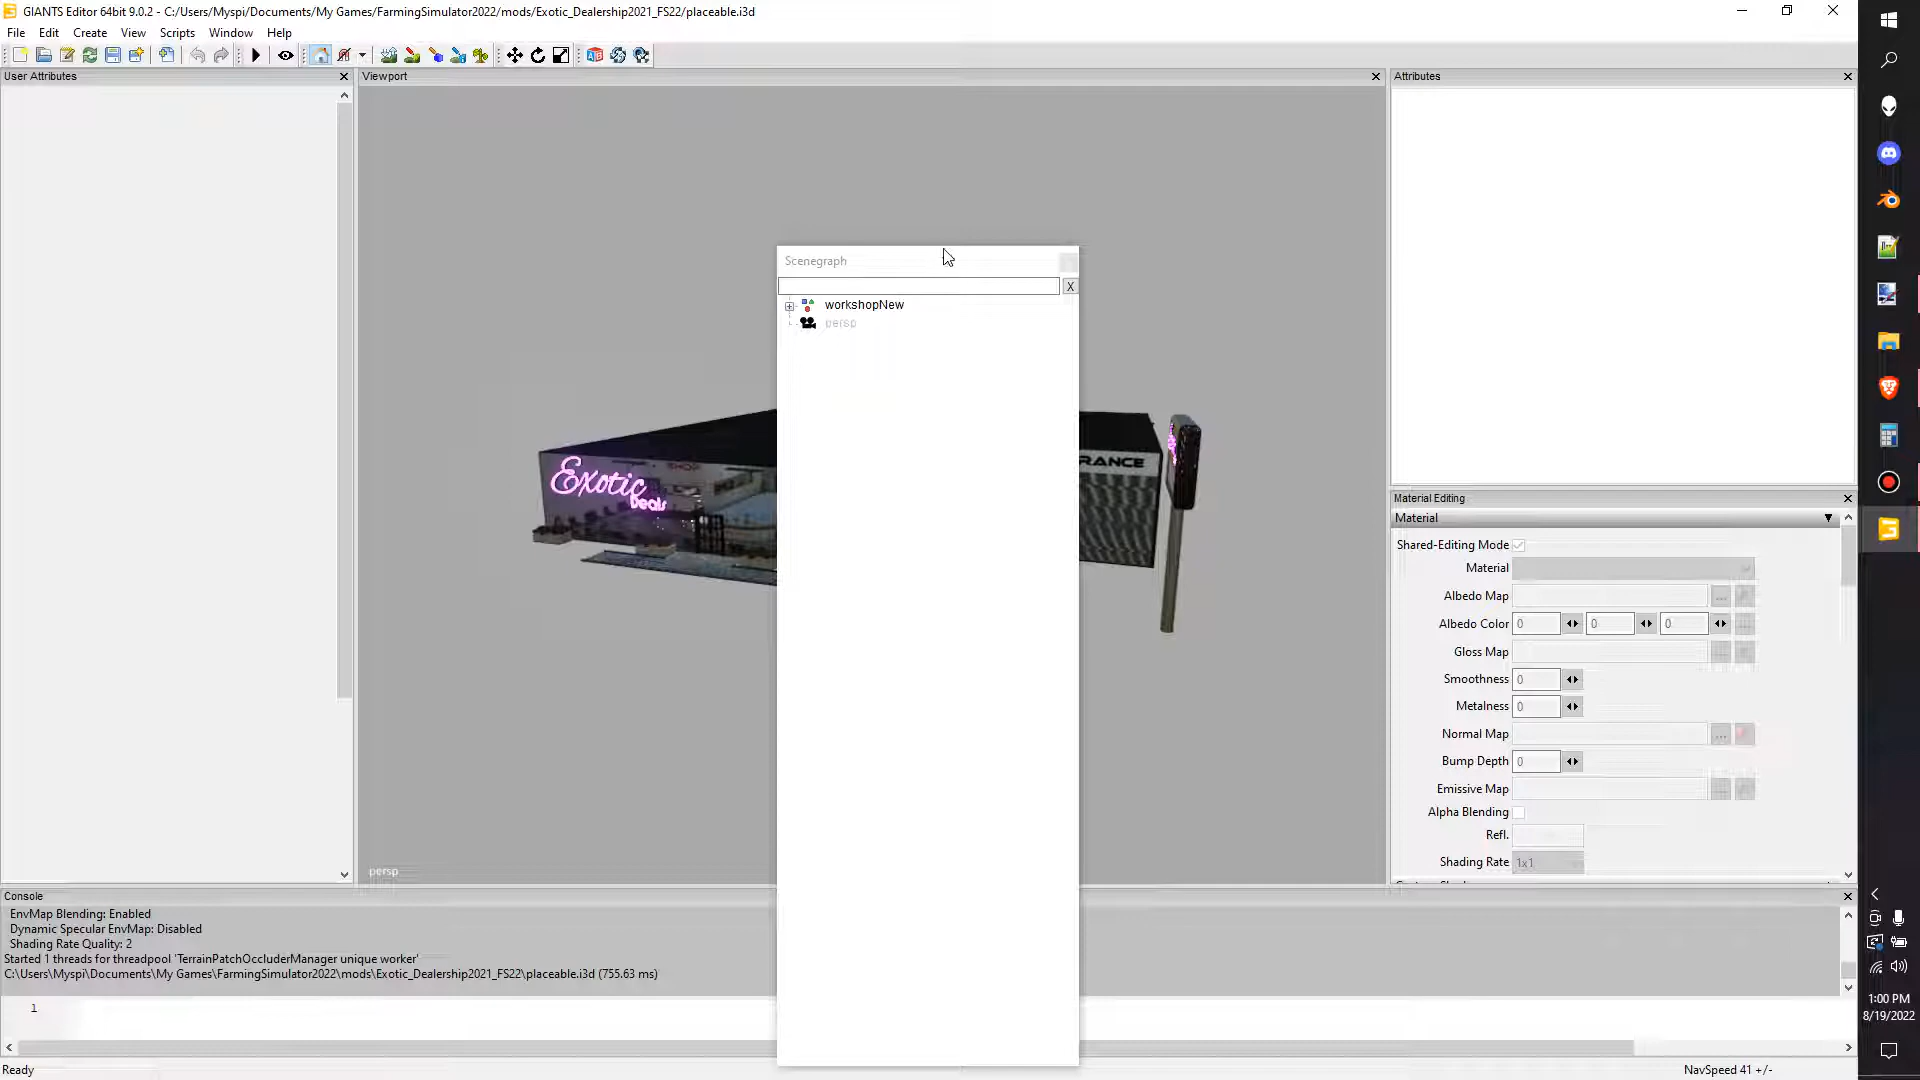 GIANTS Editor 64bit 9.0.2 - C:/Users/Myspi/Documents/My Games/FarmingSimulator2022/mods/Exotic_Dealership2021_FS22/placeable.i3d
File Edit Create View Scripts Window Help
User Attributes
Viewport
Attributes
Scenegraph
X
workshopNew
persp
Exotic
Deals
SHOP
RANCE
Material Editing
Material
Shared-Editing Mode
Material
Albedo Map
Albedo Color 0 0 0
Gloss Map
Smoothness 0
Metalness 0
Normal Map
Bump Depth 0
Emissive Map
Alpha Blending
Refl.
Shading Rate 1x1
persp
Console
EnvMap Blending: Enabled
Dynamic Specular EnvMap: Disabled
Shading Rate Quality: 2
Started 1 threads for threadpool 'TerrainPatchOccluderManager unique worker'
C:\Users\Myspi\Documents\My Games\FarmingSimulator2022\mods\Exotic_Dealership2021_FS22\placeable.i3d (755.63 ms)
1
Ready
NavSpeed 41 +/-
1:00 PM
8/19/2022